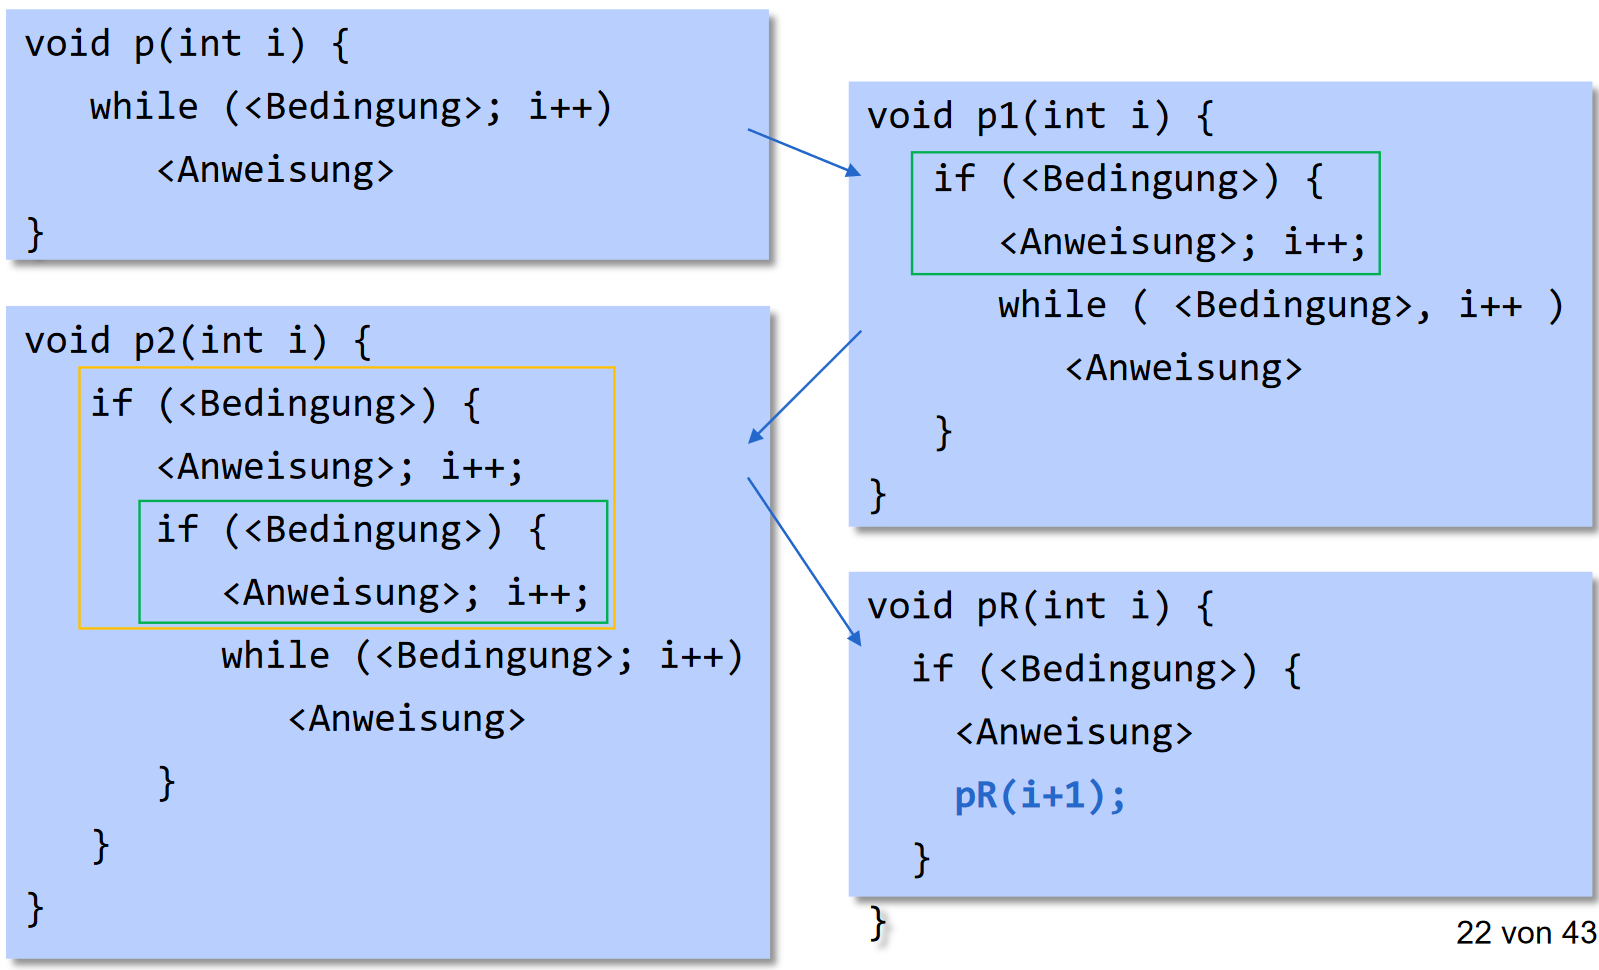 void p(int i) {
while (<Bedingung>; i++)
<Anweisung>
}
void p1(int i) {
if (<Bedingung>) {
<Anweisung>; i++;
while ( <Bedingung>, i++ )
<Anweisung>
}
}
void p2(int i) {
if (<Bedingung>) {
<Anweisung>; i++;
if (<Bedingung>) {
<Anweisung>; i++;
while (<Bedingung>; i++)
<Anweisung>
}
}
}
void pR(int i) {
if (<Bedingung>) {
<Anweisung>
pR(i+1);
}
}
22 von 43